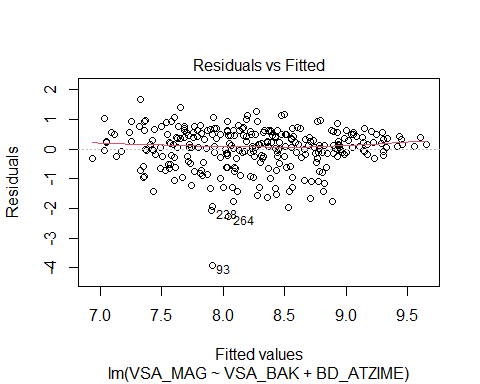 Residuals vs Fitted
Residuals
2
1
0
-1
-2
-3
-4
238
264
93
7.0 7.5 8.0 8.5 9.0 9.5
Fitted values
lm(VSA_MAG ~ VSA_BAK + BD_ATZIME)